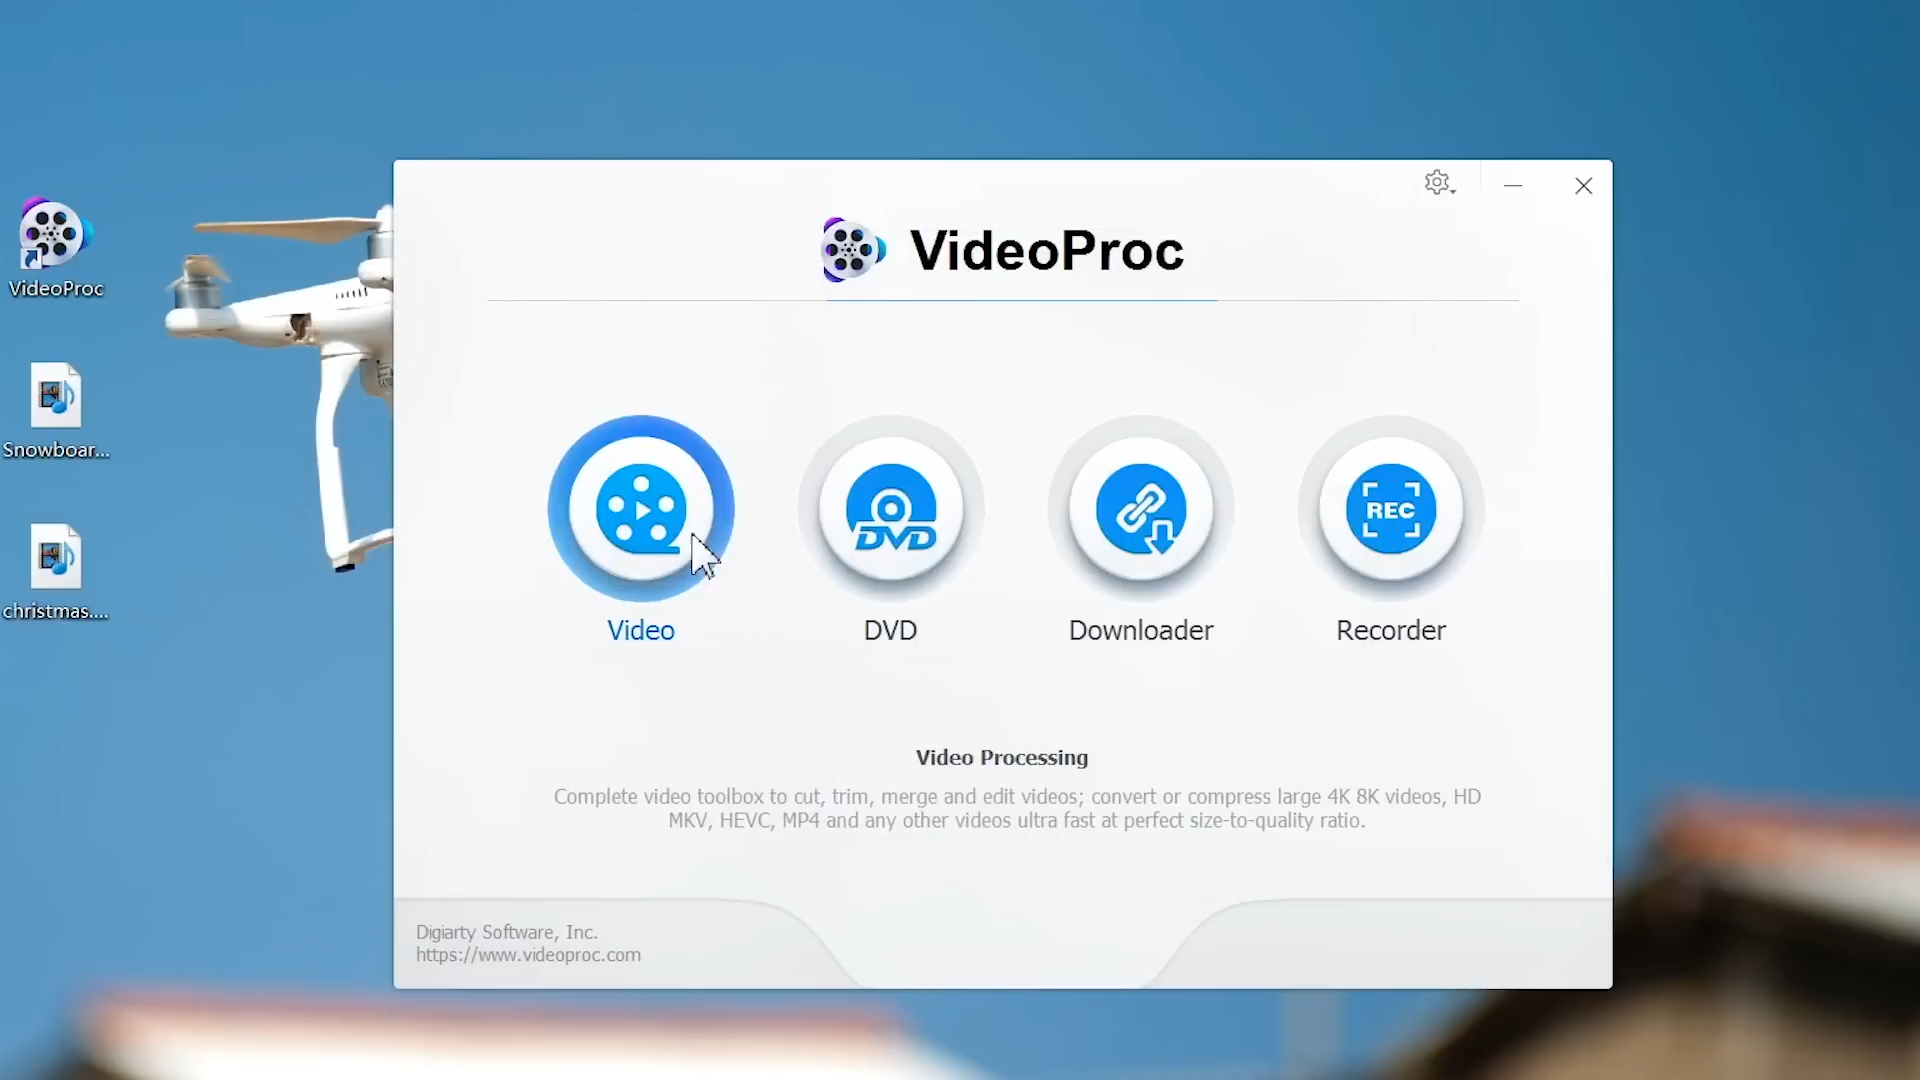 VideoProc
Snowboar...
christmas....
VideoProc
DVD
REC
Video
DVD
Downloader
Recorder
Video Processing
Complete video toolbox to cut, trim, merge and edit videos; convert or compress large 4K 8K videos, HD
MKV, HEVC, MP4 and any other videos ultra fast at perfect size-to-quality ratio.
Digiarty Software, Inc.
https://www.videoproc.com